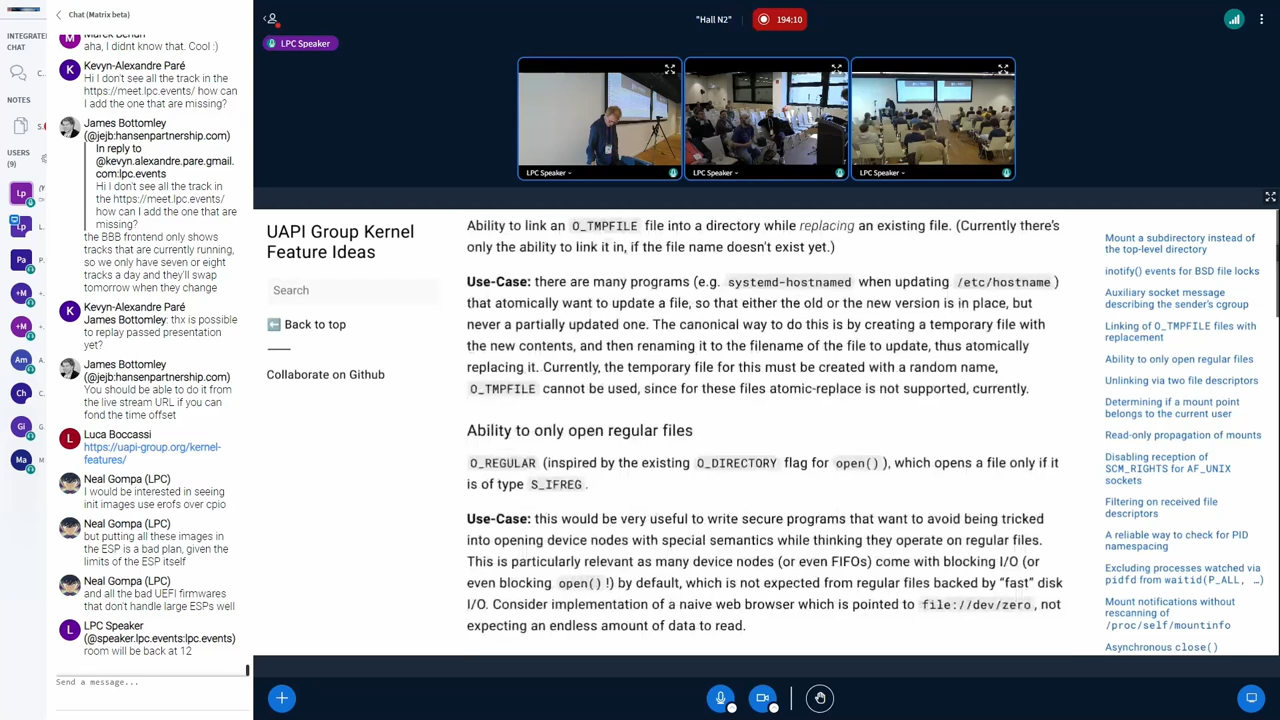 INTEGRATED
CHAT
C..
NOTES
S.
USERS
(9)
Lp
L.
Pa
P.
+M
+.
+M
+.
Am
A.
Ch
C.
Gi
G.
Ma
M.
Chat (Matrix beta)
M
aha, I didnt know that. Cool :)
K
Kevyn-Alexandre Paré
Hi I don't see all the track in the
https://meet.lpc.events/ how can
I add the one that are missing?
James Bottomley
(@jejb:hansenpartnership.com)
In reply to
@kevyn.alexandre.pare.gmail.
com:lpc.events
Hi I don't see all the track in
the https://meet.lpc.events/
how can I add the one that are
missing?
the BBB frontend only shows
tracks that are currently running,
so we only have seven or eight
tracks a day and they'll swap
tomorrow when they change
K
Kevyn-Alexandre Paré
James Bottomley: thx is possible
to replay passed presentation
yet?
James Bottomley
(@jejb:hansenpartnership.com)
You should be able to do it from
the live stream URL if you can
fond the time offset
L
Luca Boccassi
https://uapi-group.org/kernel-
features/
Neal Gompa (LPC)
I would be interested in seeing
init images use erofs over cpio
Neal Gompa (LPC)
but putting all these images in
the ESP is a bad plan, given the
limits of the ESP itself
Neal Gompa (LPC)
and all the bad UEFI firmwares
that don't handle large ESPs well
L
LPC Speaker
(@speaker.lpc.events:lpc.events)
room will be back at 12
Send a message...
"Hall N2"
194:10
LPC Speaker
LPC Speaker
LPC Speaker
LPC Speaker
UAPI Group Kernel
Feature Ideas
Search
Back to top
Collaborate on Github
Ability to link an O_TMPFILE file into a directory while replacing an existing file. (Currently there's
only the ability to link it in, if the file name doesn't exist yet.)
Use-Case: there are many programs (e.g. systemd-hostnamed when updating /etc/hostname )
that atomically want to update a file, so that either the old or the new version is in place, but
never a partially updated one. The canonical way to do this is by creating a temporary file with
the new contents, and then renaming it to the filename of the file to update, thus atomically
replacing it. Currently, the temporary file for this must be created with a random name,
O_TMPFILE cannot be used, since for these files atomic-replace is not supported, currently.
Ability to only open regular files
O_REGULAR (inspired by the existing O_DIRECTORY flag for open() ), which opens a file only if it
is of type S_IFREG .
Use-Case: this would be very useful to write secure programs that want to avoid being tricked
into opening device nodes with special semantics while thinking they operate on regular files.
This is particularly relevant as many device nodes (or even FIFOs) come with blocking I/O (or
even blocking open() !) by default, which is not expected from regular files backed by “fast” disk
I/O. Consider implementation of a naive web browser which is pointed to file://dev/zero , not
expecting an endless amount of data to read.
Mount a subdirectory instead of
the top-level directory
inotify() events for BSD file locks
Auxiliary socket message
describing the sender's cgroup
Linking of O_TMPFILE files with
replacement
Ability to only open regular files
Unlinking via two file descriptors
Determining if a mount point
belongs to the current user
Read-only propagation of mounts
Disabling reception of
SCM_RIGHTS for AF_UNIX
sockets
Filtering on received file
descriptors
A reliable way to check for PID
namespacing
Excluding processes watched via
pidfd from waitid(P_ALL, …)
Mount notifications without
rescanning of
/proc/self/mountinfo
Asynchronous close()